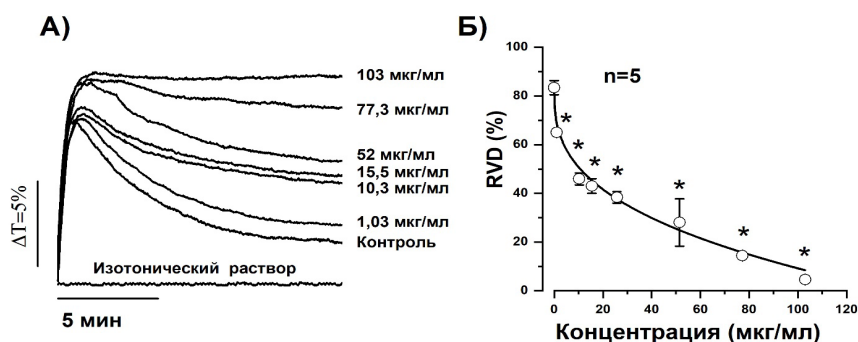 А)
103 мкг/мл
77,3 мкг/мл
52 мкг/мл
15,5 мкг/мл
10,3 мкг/мл
1,03 мкг/мл
Контроль
Изотонический раствор
ΔT=5%
5 мин
Б)
n=5
RVD (%)
100
80
60
40
20
0
* * * * * * *
0 20 40 60 80 100 120
Концентрация (мкг/мл)